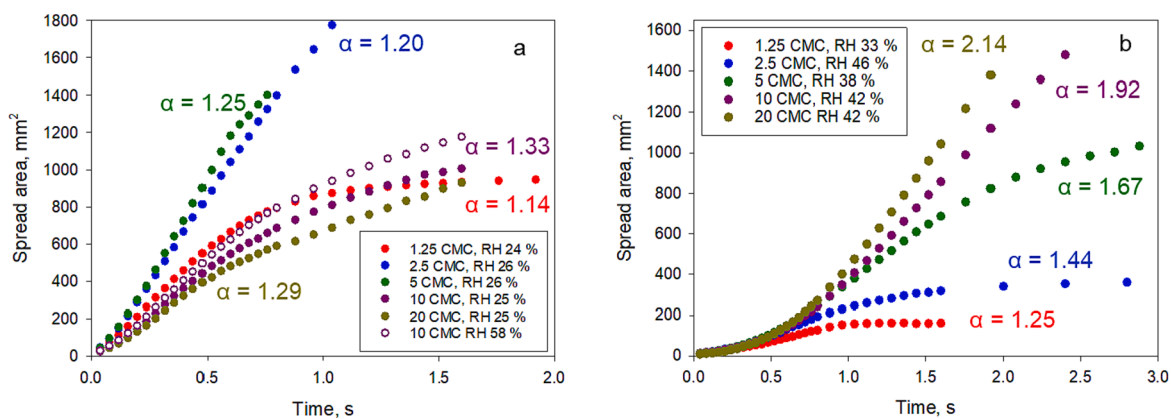 1800
1600
1400
1200
1000
800
600
400
200
0
Spread area, mm²
0.0
0.5
1.0
1.5
2.0
Time, s
a
α = 1.20
α = 1.25
α = 1.33
α = 1.14
α = 1.29
1.25 CMC, RH 24 %
2.5 CMC, RH 26 %
5 CMC, RH 26 %
10 CMC, RH 25 %
20 CMC, RH 25 %
10 CMC RH 58 %
1600
1400
1200
1000
800
600
400
200
0
Spread area, mm²
0.0
0.5
1.0
1.5
2.0
2.5
3.0
Time, s
b
1.25 CMC, RH 33 %
2.5 CMC, RH 46 %
5 CMC, RH 38 %
10 CMC, RH 42 %
20 CMC RH 42 %
α = 2.14
α = 1.92
α = 1.67
α = 1.44
α = 1.25